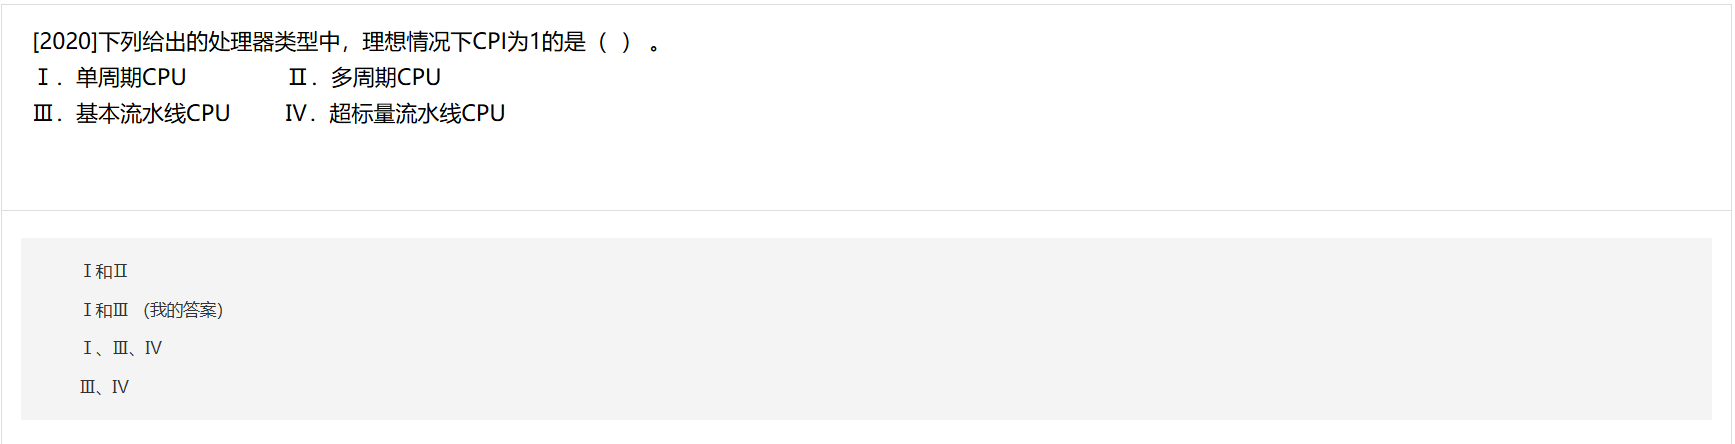 [2020]下列给出的处理器类型中，理想情况下CPI为1的是（ ）。
Ⅰ．单周期CPU Ⅱ．多周期CPU
Ⅲ．基本流水线CPU Ⅳ．超标量流水线CPU
Ⅰ和Ⅱ
Ⅰ和Ⅲ （我的答案）
Ⅰ、Ⅲ、Ⅳ
Ⅲ、Ⅳ